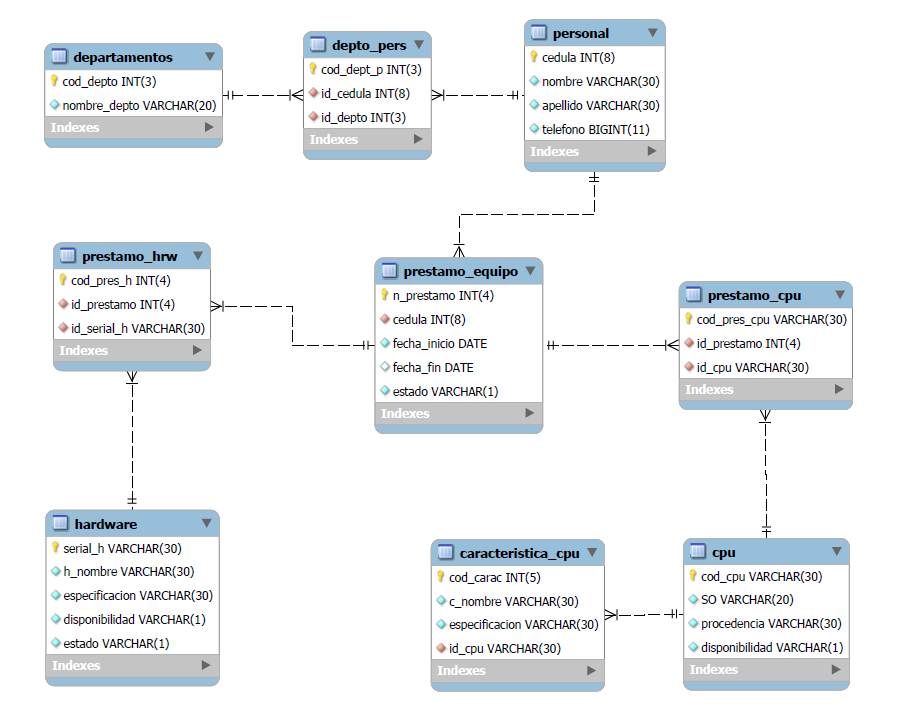 departamentos
cod_depto INT(3)
nombre_depto VARCHAR(20)
Indexes
depto_pers
cod_dept_p INT(3)
id_cedula INT(8)
id_depto INT(3)
Indexes
personal
cedula INT(8)
nombre VARCHAR(30)
apellido VARCHAR(30)
telefono BIGINT(11)
Indexes
prestamo_hrw
cod_pres_h INT(4)
id_prestamo INT(4)
id_serial_h VARCHAR(30)
Indexes
prestamo_equipo
n_prestamo INT(4)
cedula INT(8)
fecha_inicio DATE
fecha_fin DATE
estado VARCHAR(1)
Indexes
prestamo_cpu
cod_pres_cpu VARCHAR(30)
id_prestamo INT(4)
id_cpu VARCHAR(30)
Indexes
hardware
serial_h VARCHAR(30)
h_nombre VARCHAR(30)
especificacion VARCHAR(30)
disponibilidad VARCHAR(1)
estado VARCHAR(1)
Indexes
caracteristica_cpu
cod_carac INT(5)
c_nombre VARCHAR(30)
especificacion VARCHAR(30)
id_cpu VARCHAR(30)
Indexes
cpu
cod_cpu VARCHAR(30)
SO VARCHAR(20)
procedencia VARCHAR(30)
disponibilidad VARCHAR(1)
Indexes